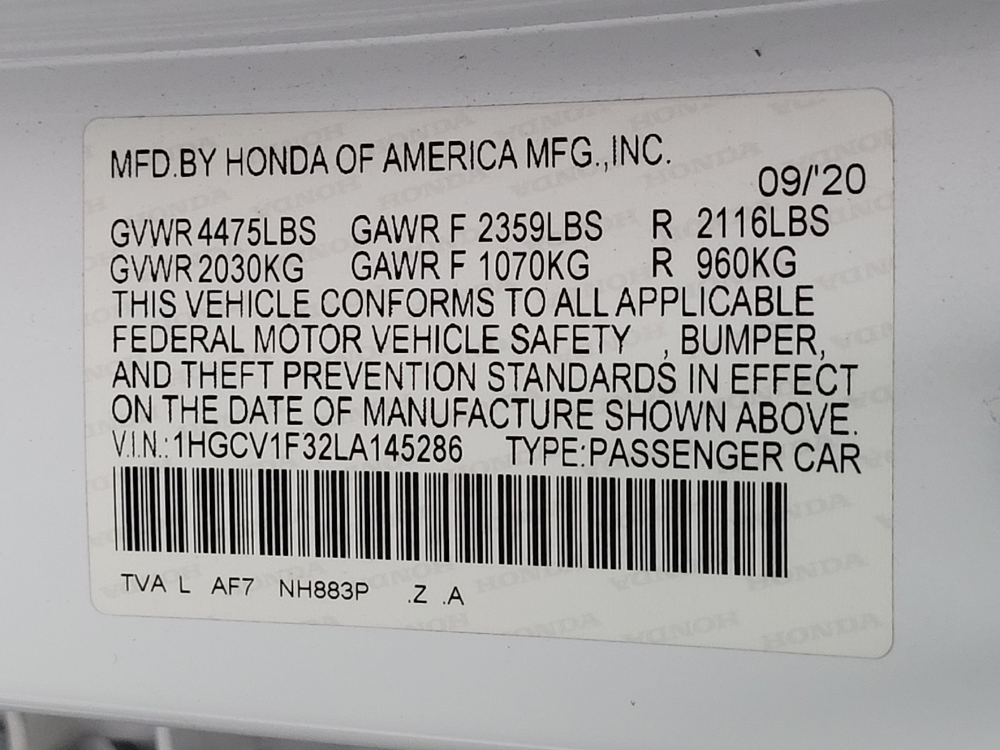 MFD.BY HONDA OF AMERICA MFG.,INC.
09/'20
GVWR 4475LBS GAWR F 2359LBS R 2116LBS
GVWR 2030KG GAWR F 1070KG R 960KG
THIS VEHICLE CONFORMS TO ALL APPLICABLE
FEDERAL MOTOR VEHICLE SAFETY , BUMPER,
AND THEFT PREVENTION STANDARDS IN EFFECT
ON THE DATE OF MANUFACTURE SHOWN ABOVE.
V.I.N.:1HGCV1F32LA145286 TYPE:PASSENGER CAR
TVA L AF7 NH883P .Z .A